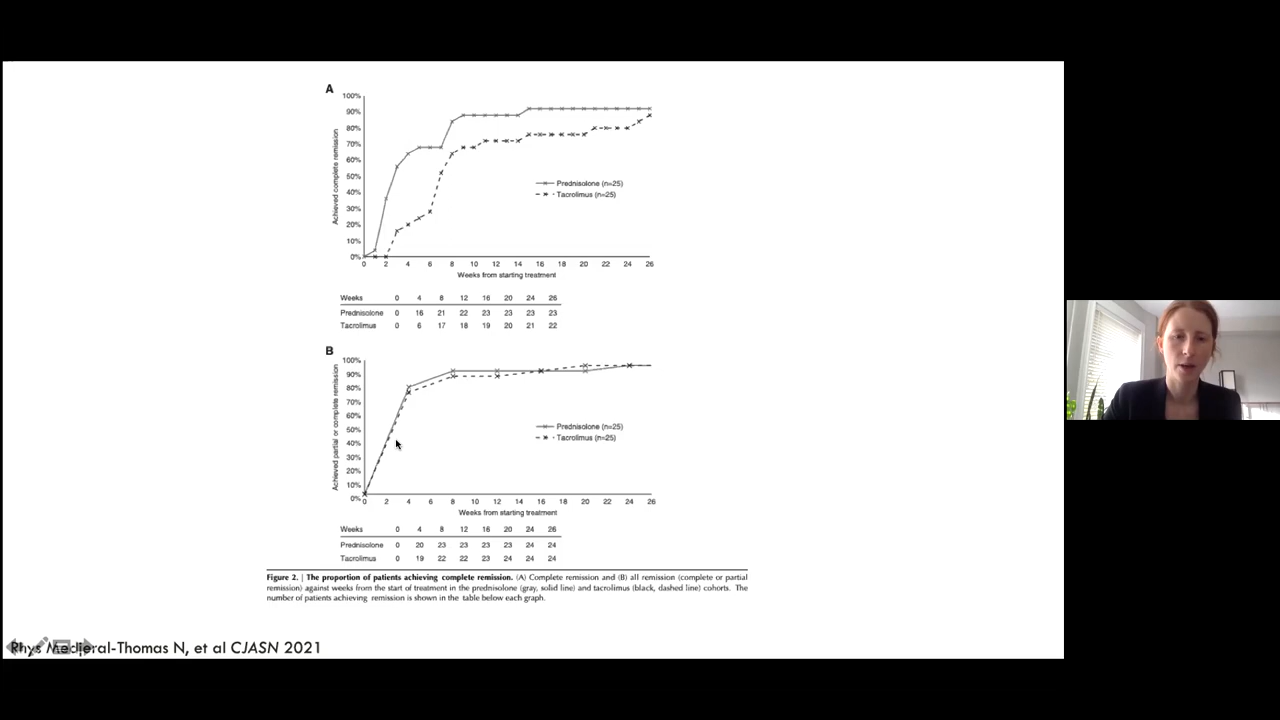 A
100%
90%
80%
70%
60%
50%
40%
30%
20%
10%
0%
Achieved complete remission
Prednisolone (n=25)
Tacrolimus (n=25)
0 2 4 6 8 10 12 14 16 18 20 22 24 26
Weeks from starting treatment
Weeks 0 4 8 12 16 20 24 26
Prednisolone 0 16 21 22 23 23 23 23
Tacrolimus 0 6 17 18 19 20 21 22
B
100%
90%
80%
70%
60%
50%
40%
30%
20%
10%
0%
Achieved partial or complete remission
Prednisolone (n=25)
Tacrolimus (n=25)
0 2 4 6 8 10 12 14 16 18 20 22 24 26
Weeks from starting treatment
Weeks 0 4 8 12 16 20 24 26
Prednisolone 0 20 23 23 23 23 24 24
Tacrolimus 0 19 22 22 23 24 24 24
Figure 2. | The proportion of patients achieving complete remission. (A) Complete remission and (B) all remission (complete or partial
remission) against weeks from the start of treatment in the prednisolone (gray, solid line) and tacrolimus (black, dashed line) cohorts. The
number of patients achieving remission is shown in the table below each graph.
Rhys Medjeral-Thomas N, et al CJASN 2021